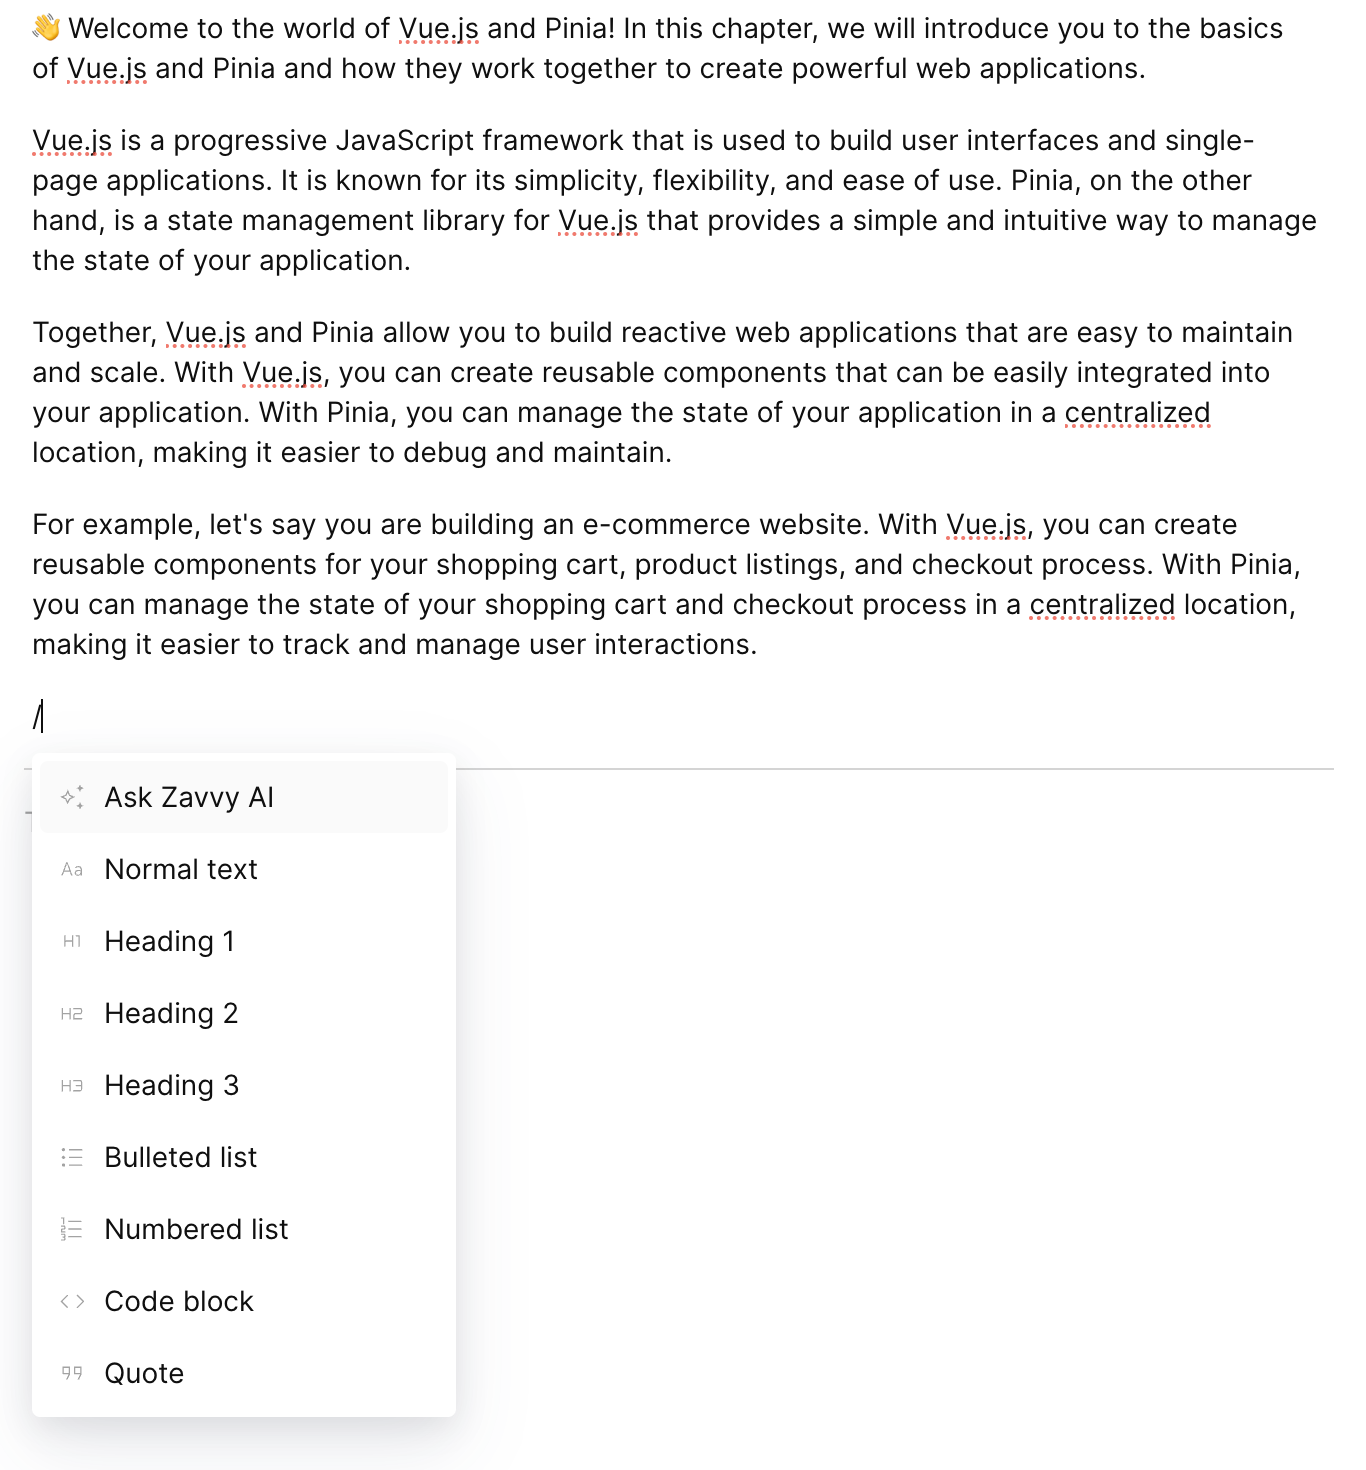 👋 Welcome to the world of Vue.js and Pinia! In this chapter, we will introduce you to the basics
of Vue.js and Pinia and how they work together to create powerful web applications.
Vue.js is a progressive JavaScript framework that is used to build user interfaces and single-
page applications. It is known for its simplicity, flexibility, and ease of use. Pinia, on the other
hand, is a state management library for Vue.js that provides a simple and intuitive way to manage
the state of your application.
Together, Vue.js and Pinia allow you to build reactive web applications that are easy to maintain
and scale. With Vue.js, you can create reusable components that can be easily integrated into
your application. With Pinia, you can manage the state of your application in a centralized
location, making it easier to debug and maintain.
For example, let's say you are building an e-commerce website. With Vue.js, you can create
reusable components for your shopping cart, product listings, and checkout process. With Pinia,
you can manage the state of your shopping cart and checkout process in a centralized location,
making it easier to track and manage user interactions.
/
Ask Zavvy AI
Aa Normal text
H1 Heading 1
H2 Heading 2
H3 Heading 3
Bulleted list
Numbered list
<> Code block
99 Quote